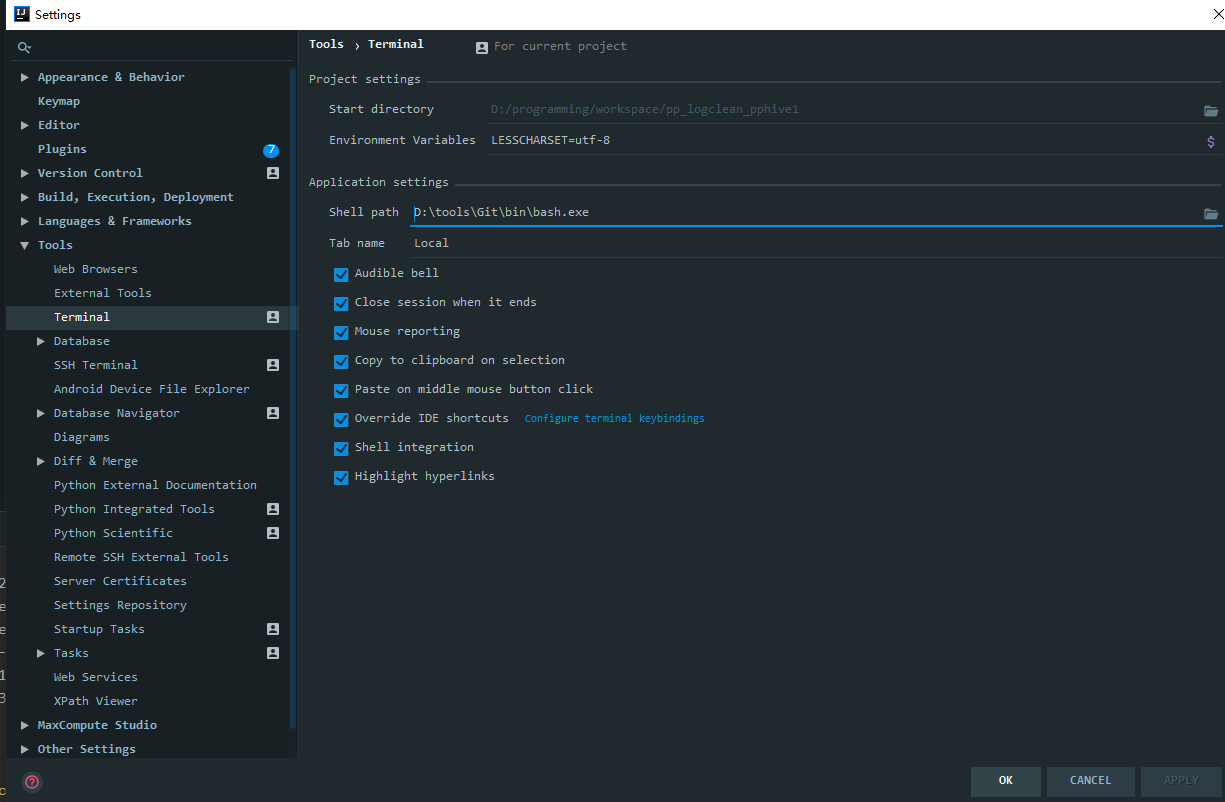 Settings
Appearance & Behavior
Keymap
Editor
Plugins
7
Version Control
Build, Execution, Deployment
Languages & Frameworks
Tools
Web Browsers
External Tools
Terminal
Database
SSH Terminal
Android Device File Explorer
Database Navigator
Diagrams
Diff & Merge
Python External Documentation
Python Integrated Tools
Python Scientific
Remote SSH External Tools
Server Certificates
Settings Repository
Startup Tasks
Tasks
Web Services
XPath Viewer
MaxCompute Studio
Other Settings
Tools › Terminal For current project
Project settings
Start directory D:/programming/workspace/pp_logclean_pphive1
Environment Variables LESSCHARSET=utf-8 $
Application settings
Shell path D:\tools\Git\bin\bash.exe
Tab name Local
Audible bell
Close session when it ends
Mouse reporting
Copy to clipboard on selection
Paste on middle mouse button click
Override IDE shortcuts Configure terminal keybindings
Shell integration
Highlight hyperlinks
?
OK CANCEL APPLY